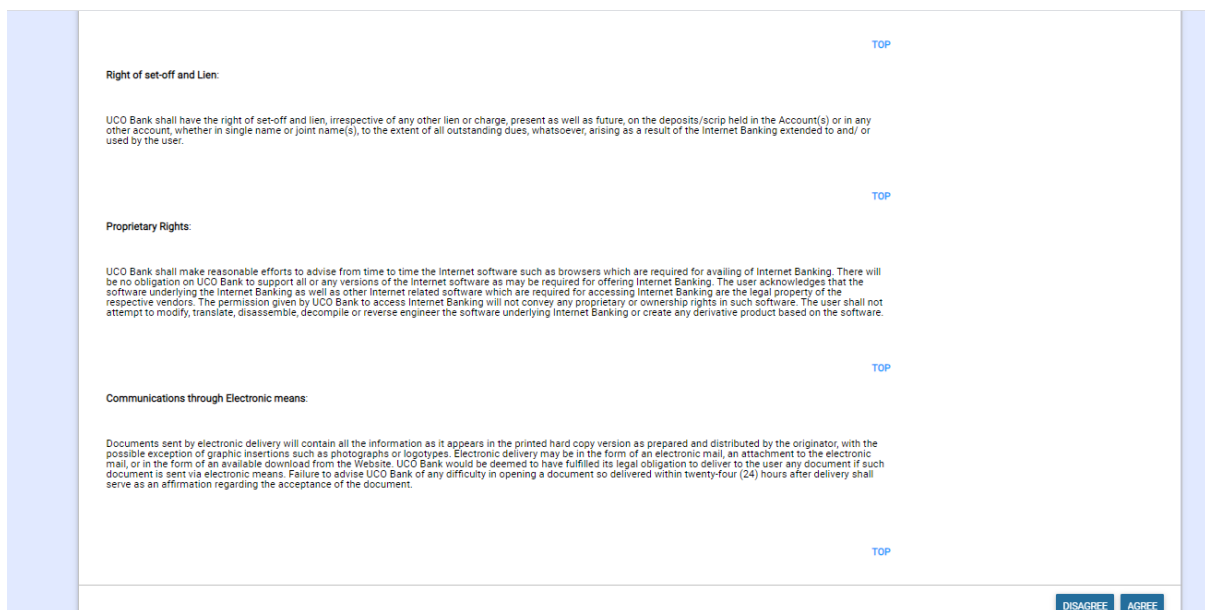 TOP
Right of set-off and Lien:
UCO Bank shall have the right of set-off and lien, irrespective of any other lien or charge, present as well as future, on the deposits/scrip held in the Account(s) or in any
other account, whether in single name or joint name(s), to the extent of all outstanding dues, whatsoever, arising as a result of the Internet Banking extended to and/ or
used by the user.
TOP
Proprietary Rights:
UCO Bank shall make reasonable efforts to advise from time to time the Internet software such as browsers which are required for availing of Internet Banking. There will
be no obligation on UCO Bank to support all or any versions of the Internet software as may be required for offering Internet Banking. The user acknowledges that the
software underlying the Internet Banking as well as other Internet related software which are required for accessing Internet Banking are the legal property of the
respective vendors. The permission given by UCO Bank to access Internet Banking will not convey any proprietary or ownership rights in such software. The user shall not
attempt to modify, translate, disassemble, decompile or reverse engineer the software underlying Internet Banking or create any derivative product based on the software.
TOP
Communications through Electronic means:
Documents sent by electronic delivery will contain all the information as it appears in the printed hard copy version as prepared and distributed by the originator, with the
possible exception of graphic insertions such as photographs or logotypes. Electronic delivery may be in the form of an electronic mail, an attachment to the electronic
mail, or in the form of an available download from the Website. UCO Bank would be deemed to have fulfilled its legal obligation to deliver to the user any document if such
document is sent via electronic means. Failure to advise UCO Bank of any difficulty in opening a document so delivered within twenty-four (24) hours after delivery shall
serve as an affirmation regarding the acceptance of the document.
TOP
DISAGREE AGREE